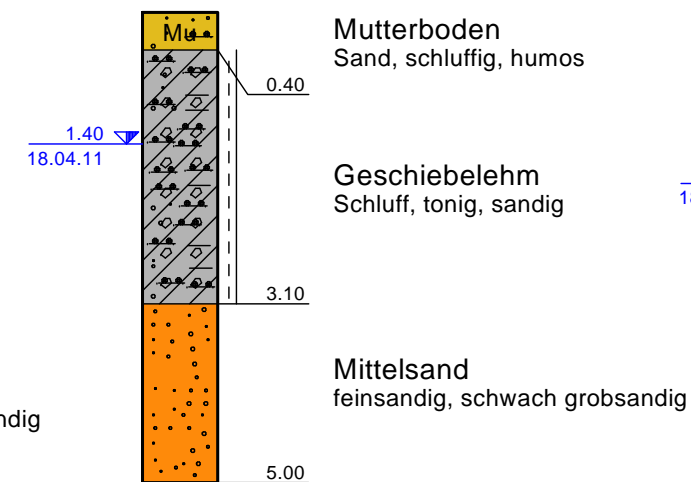 Mu
Mutterboden
Sand, schluffig, humos
0.40
1.40
18.04.11
Geschiebelehm
Schluff, tonig, sandig
3.10
Mittelsand
feinsandig, schwach grobsandig
5.00